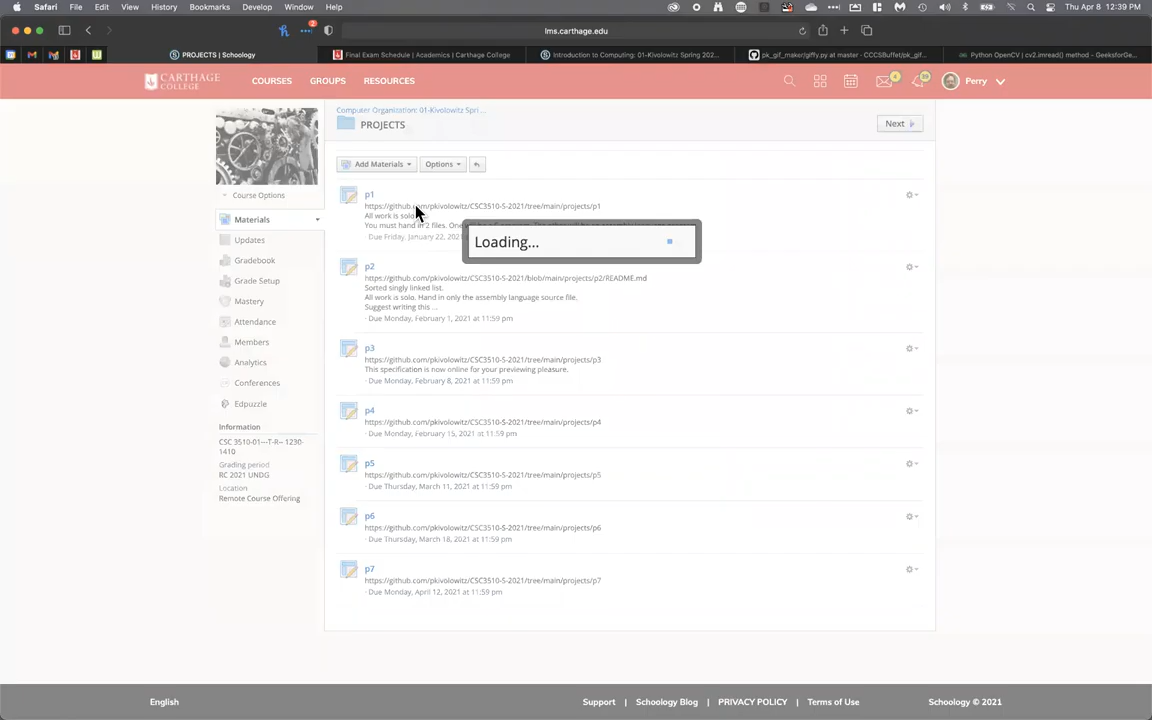 Safari File Edit View History Bookmarks Develop Window Help
2
Thu Apr 8 12:39 PM
lms.carthage.edu
PROJECTS | Schoology
Final Exam Schedule | Academics | Carthage College
Introduction to Computing: 01-Kivolowitz Spring 202...
pk_gif_maker/giffy.py at master · CCCSBuffet/pk_gif...
Python OpenCV | cv2.imread() method - GeeksforGe...
CARTHAGE COLLEGE
COURSES GROUPS RESOURCES
Perry
Computer Organization: 01-Kivolowitz Spri ...
PROJECTS
Next
Add Materials Options
Course Options
Materials
Updates
Gradebook
Grade Setup
Mastery
Attendance
Members
Analytics
Conferences
Edpuzzle
Information
CSC 3510-01---T-R-- 1230-
1410
Grading period
RC 2021 UNDG
Location
Remote Course Offering
p1
https://github.com/pkivolowitz/CSC3510-S-2021/tree/main/projects/p1
All work is solo
You must hand in 2 files.
Due Friday, January 22, 202
Loading...
p2
https://github.com/pkivolowitz/CSC3510-S-2021/blob/main/projects/p2/README.md
Sorted singly linked list.
All work is solo. Hand in only the assembly language source file.
Suggest writing this ...
· Due Monday, February 1, 2021 at 11:59 pm
p3
https://github.com/pkivolowitz/CSC3510-S-2021/tree/main/projects/p3
This specification is now online for your previewing pleasure.
· Due Monday, February 8, 2021 at 11:59 pm
p4
https://github.com/pkivolowitz/CSC3510-S-2021/tree/main/projects/p4
· Due Monday, February 15, 2021 at 11:59 pm
p5
https://github.com/pkivolowitz/CSC3510-S-2021/tree/main/projects/p5
· Due Thursday, March 11, 2021 at 11:59 pm
p6
https://github.com/pkivolowitz/CSC3510-S-2021/tree/main/projects/p6
· Due Thursday, March 18, 2021 at 11:59 pm
p7
https://github.com/pkivolowitz/CSC3510-S-2021/tree/main/projects/p7
· Due Monday, April 12, 2021 at 11:59 pm
English
Support | Schoology Blog | PRIVACY POLICY | Terms of Use
Schoology © 2021